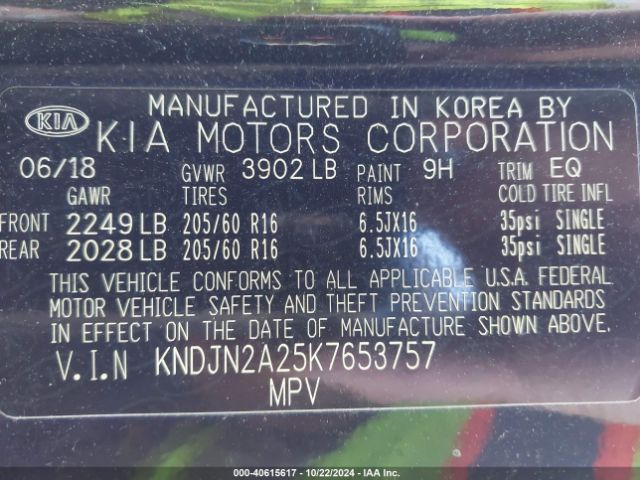 MANUFACTURED IN KOREA BY
KIA KIA MOTORS CORPORATION
06/18 GVWR 3902 LB PAINT 9H TRIM EQ
GAWR TIRES RIMS COLD TIRE INFL
FRONT 2249 LB 205/60 R16 6.5JX16 35psi SINGLE
REAR 2028 LB 205/60 R16 6.5JX16 35psi SINGLE
THIS VEHICLE CONFORMS TO ALL APPLICABLE U.S.A. FEDERAL
MOTOR VEHICLE SAFETY AND THEFT PREVENTION STANDARDS
IN EFFECT ON THE DATE OF MANUFACTURE SHOWN ABOVE.
V.I.N KNDJN2A25K7653757
MPV
000-40615617 - 10/22/2024 - IAA Inc.